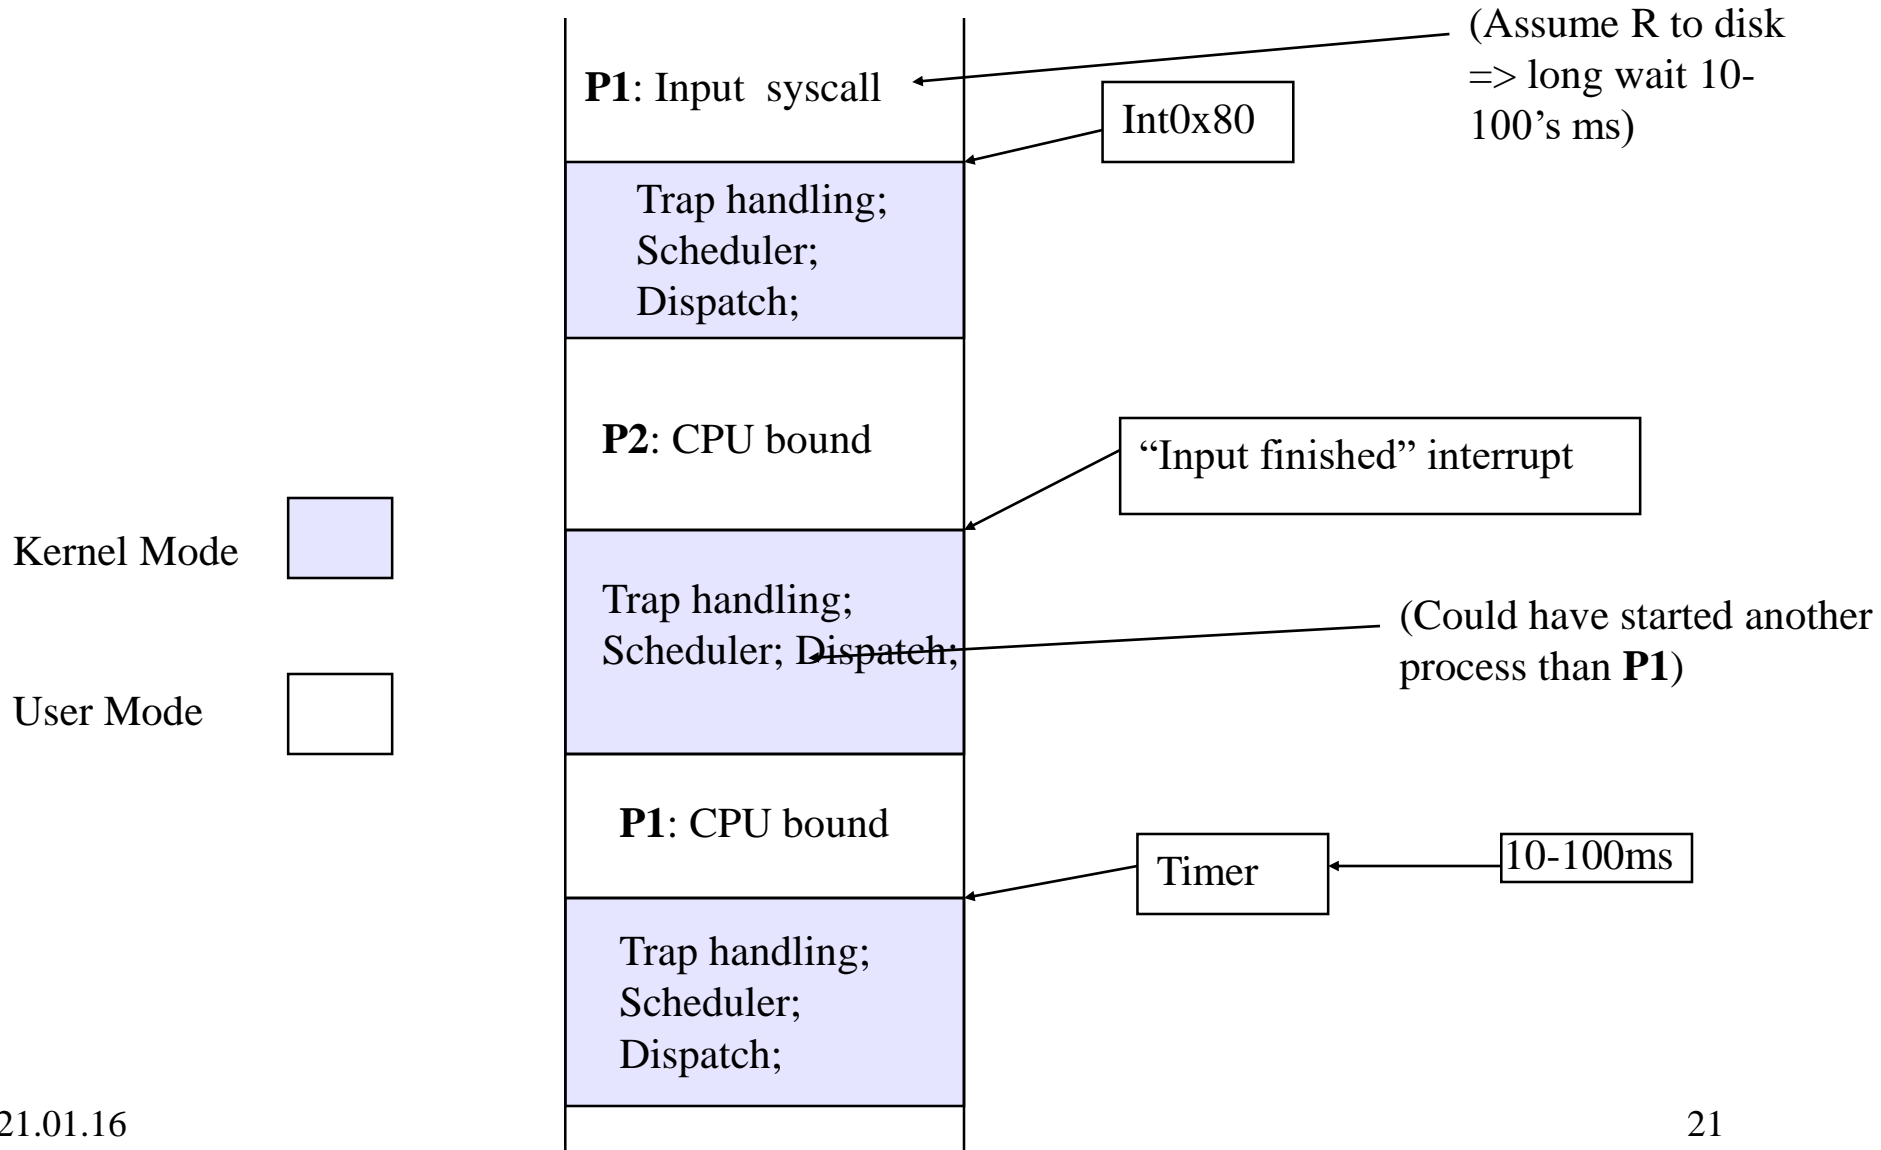 (Assume R to disk
=> long wait 10-
100’s ms)
P1: Input syscall
Int0x80
Trap handling;
Scheduler;
Dispatch;
P2: CPU bound
“Input finished” interrupt
Kernel Mode
User Mode
Trap handling;
Scheduler; Dispatch;
(Could have started another
process than P1)
P1: CPU bound
Timer
10-100ms
Trap handling;
Scheduler;
Dispatch;
21.01.16
21